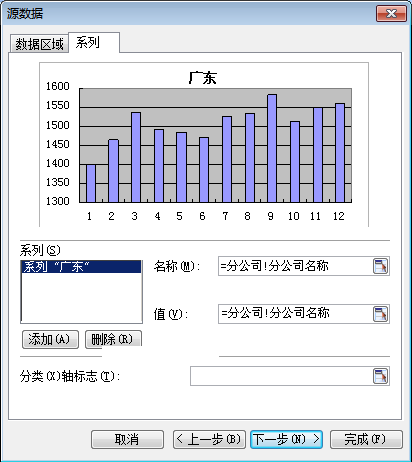 源数据
数据区域 系列
广东
1600
1550
1500
1450
1400
1350
1300
1 2 3 4 5 6 7 8 9 10 11 12
系列(S)
系列 "广东"
名称(N): =分公司!分公司名称
值(V): =分公司!分公司名称
添加(A) 删除(R)
分类(X)轴标志(T):
取消 < 上一步(B) 下一步(N) > 完成(F)